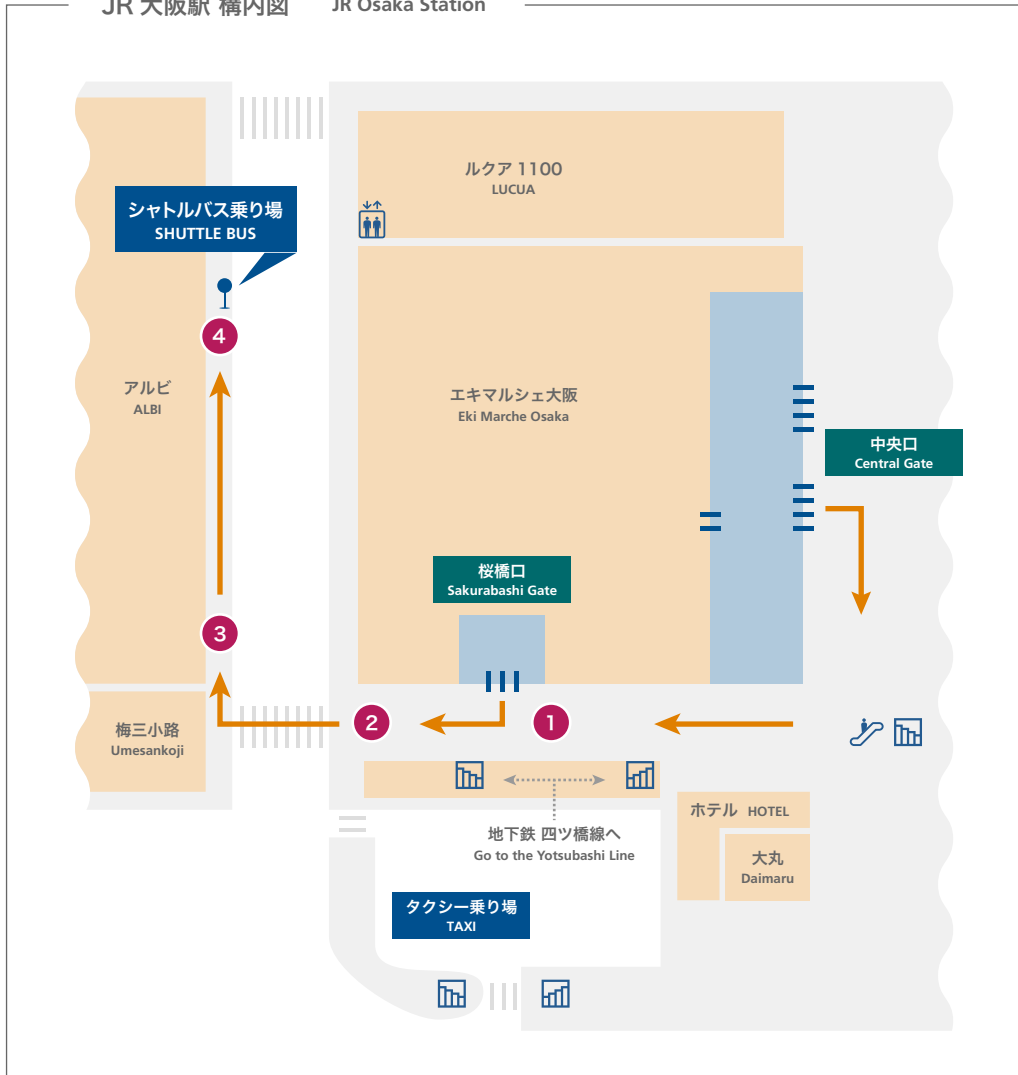 JR 大阪駅 構内図 JR Osaka Station
ルクア 1100
LUCUA
シャトルバス乗り場
SHUTTLE BUS
4
アルビ
ALBI
エキマルシェ大阪
Eki Marche Osaka
中央口
Central Gate
桜橋口
Sakurabashi Gate
3
2
1
梅三小路
Umesankoji
地下鉄 四ツ橋線へ
Go to the Yotsubashi Line
ホテル HOTEL
大丸
Daimaru
タクシー乗り場
TAXI